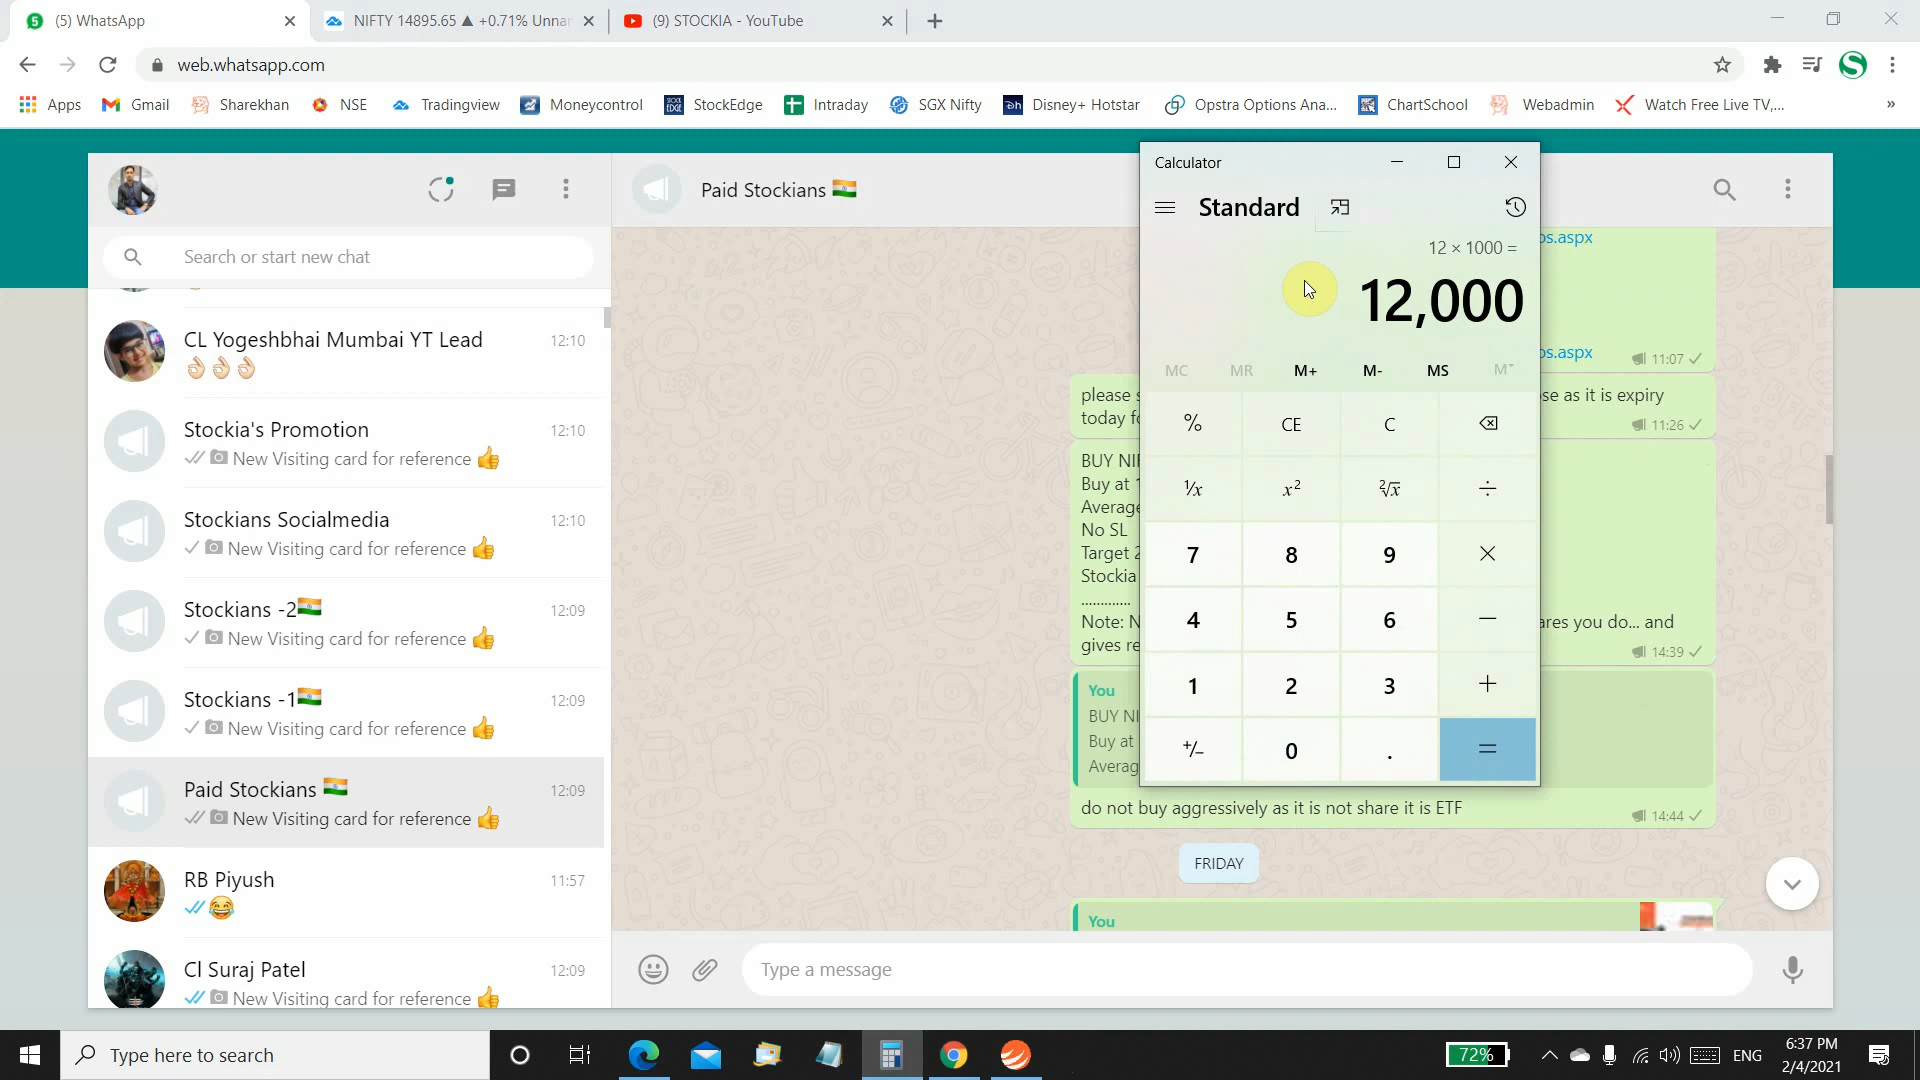 (5) WhatsApp
NIFTY 14895.65 ▲ +0.71% Unna
(9) STOCKIA - YouTube
web.whatsapp.com
Apps
Gmail
Sharekhan
NSE
Tradingview
Moneycontrol
StockEdge
Intraday
SGX Nifty
Disney+ Hotstar
Opstra Options Ana...
ChartSchool
Webadmin
Watch Free Live TV,...
»
Search or start new chat
CL Yogeshbhai Mumbai YT Lead
12:10
👌🏻👌🏻👌🏻
Stockia's Promotion
12:10
New Visiting card for reference 👍
Stockians Socialmedia
12:10
New Visiting card for reference 👍
Stockians -2🇮🇳
12:09
New Visiting card for reference 👍
Stockians -1🇮🇳
12:09
New Visiting card for reference 👍
Paid Stockians 🇮🇳
12:09
New Visiting card for reference 👍
RB Piyush
11:57
😂
Cl Suraj Patel
12:09
New Visiting card for reference 👍
Paid Stockians 🇮🇳
os.aspx
os.aspx
11:07
please s
se as it is expiry
today fo
11:26
BUY NI
Buy at 1
Average
No SL
Target 2
Stockia
.............
Note: N
ares you do... and
gives re
14:39
You
BUY NI
Buy at
Averag
do not buy aggressively as it is not share it is ETF
14:44
FRIDAY
You
Type a message
Calculator
Standard
12 × 1000 =
12,000
MC MR M+ M- MS M˅
% CE C
¹/x x² ²√x ÷
7 8 9 ×
4 5 6 −
1 2 3 +
+/− 0 . =
Type here to search
72%
ENG
6:37 PM
2/4/2021